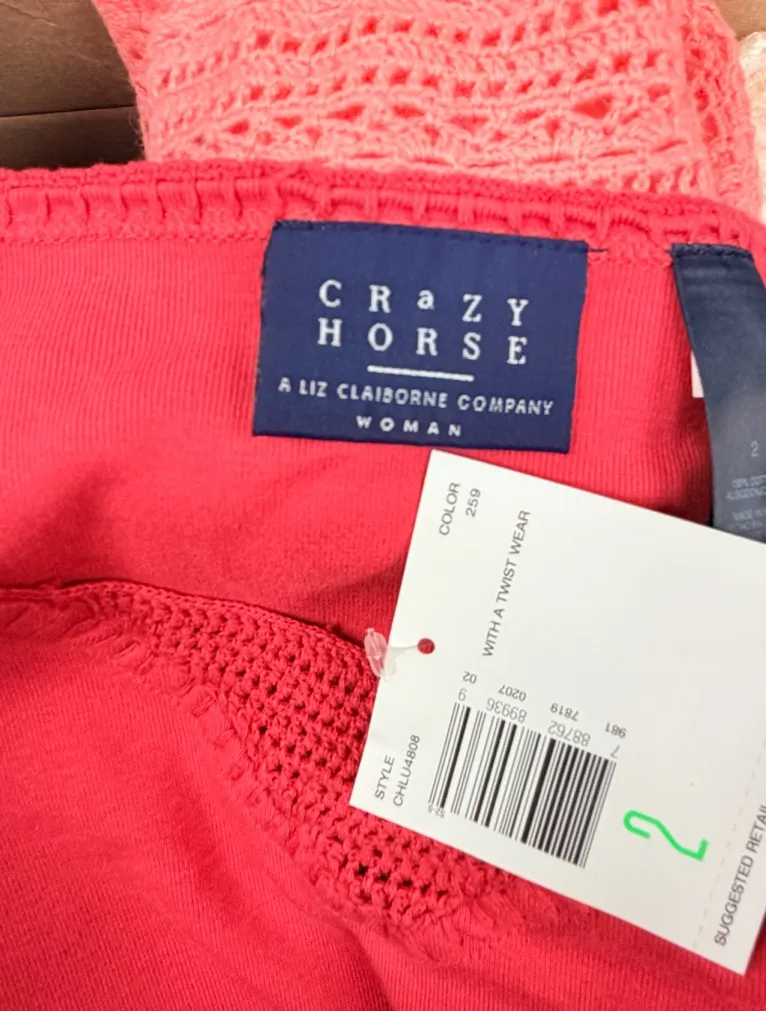 CRaZY
HORSE
A LIZ CLAIBORNE COMPANY
WOMAN
2
COLOR
259
WITH A TWIST WEAR
STYLE
CHLU4808
981 7819 0207 02
7 88762 89936 9
2
SUGGESTED RETAIL